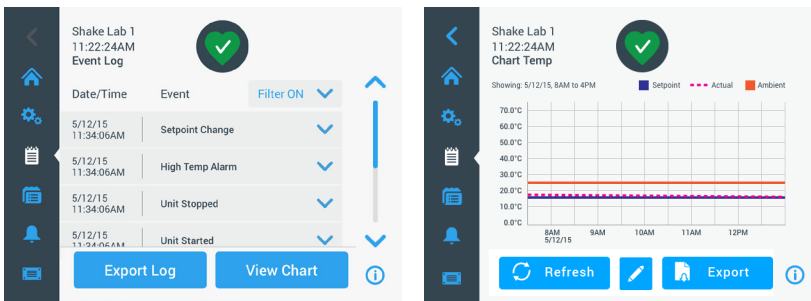 Shake Lab 1
11:22:24AM
Event Log
Date/Time Event Filter ON
5/12/15
11:34:06AM
Setpoint Change
5/12/15
11:34:06AM
High Temp Alarm
5/12/15
11:34:06AM
Unit Stopped
5/12/15
11:34:06AM
Unit Started
Export Log
View Chart
Shake Lab 1
11:22:24AM
Chart Temp
Showing: 5/12/15, 8AM to 4PM
Setpoint Actual Ambient
70.0°C
60.0°C
50.0°C
40.0°C
30.0°C
20.0°C
10.0°C
0.0°C
8AM 9AM 10AM 11AM 12PM
5/12/15
Refresh
Export